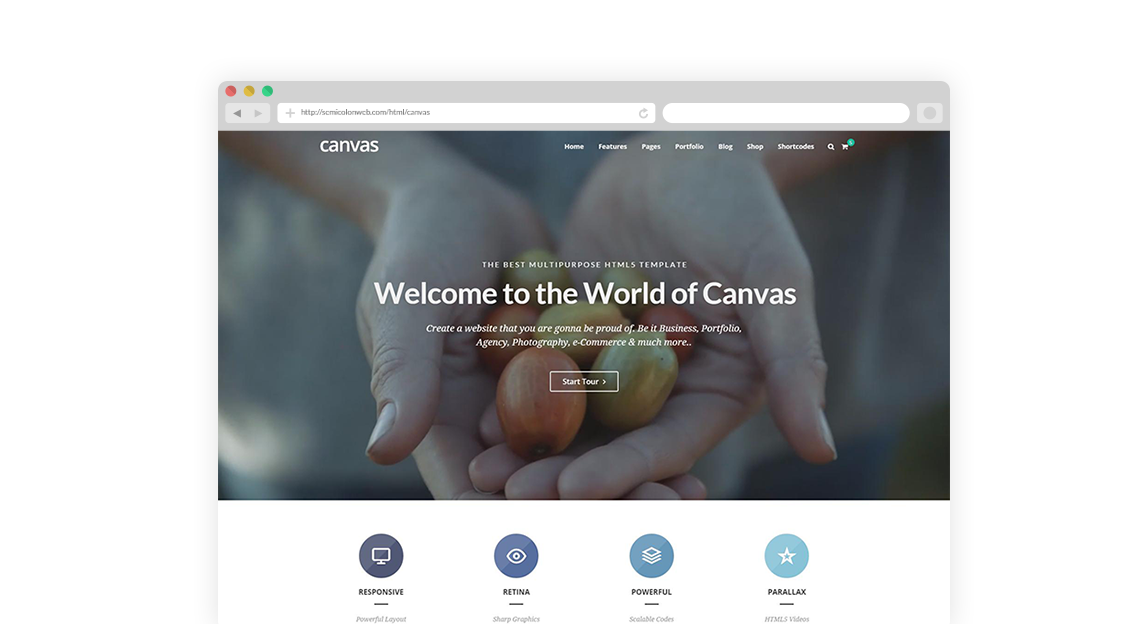 http://semicolonweb.com/html/canvas
canvas
Home Features Pages Portfolio Blog Shop Shortcodes
THE BEST MULTIPURPOSE HTML5 TEMPLATE
Welcome to the World of Canvas
Create a website that you are gonna be proud of. Be it Business, Portfolio,
Agency, Photography, e-Commerce & much more..
Start Tour
RESPONSIVE RETINA POWERFUL PARALLAX
Powerful Layout Sharp Graphics Scalable Codes HTML5 Videos